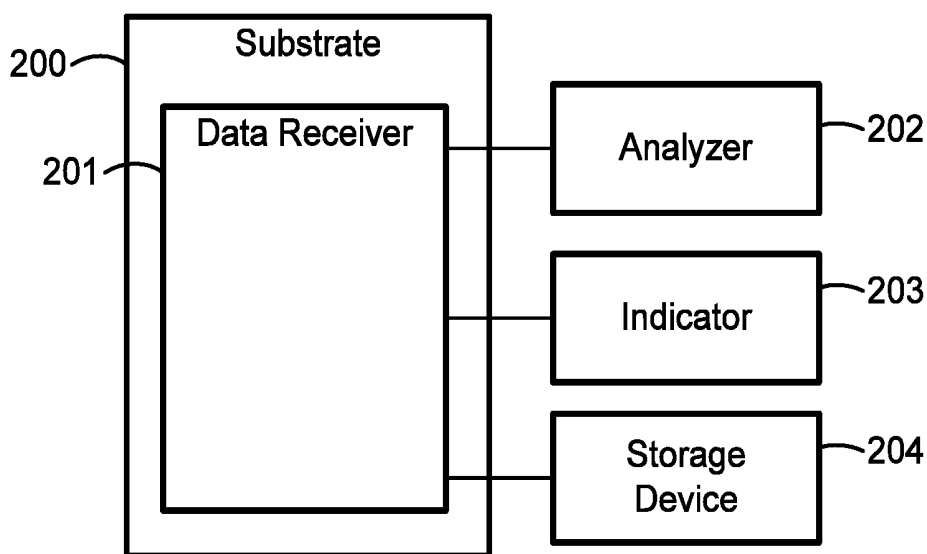 Substrate
200
Data Receiver
201
Analyzer
202
Indicator
203
Storage
Device
204